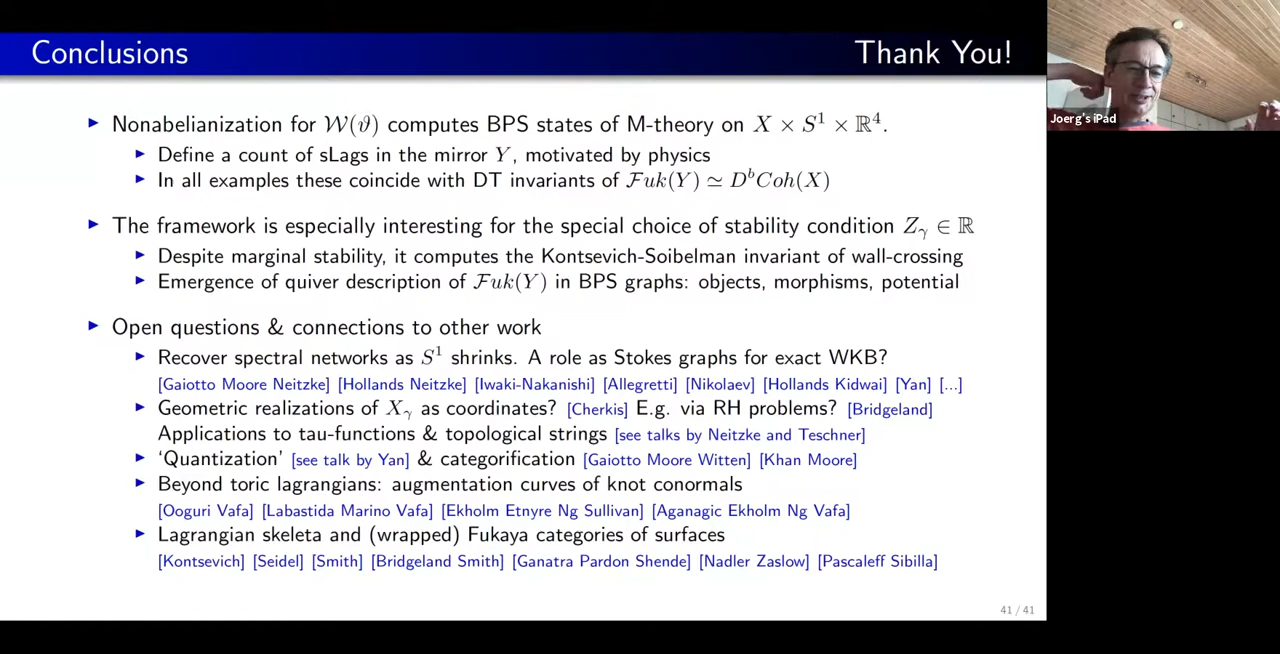 Conclusions Thank You!
Nonabelianization for 𝒲(ϑ) computes BPS states of M-theory on X × S¹ × ℝ⁴.
Define a count of sLags in the mirror Y, motivated by physics
In all examples these coincide with DT invariants of ℱuk(Y) ≃ DᵇCoh(X)
The framework is especially interesting for the special choice of stability condition Z_γ ∈ ℝ
Despite marginal stability, it computes the Kontsevich-Soibelman invariant of wall-crossing
Emergence of quiver description of ℱuk(Y) in BPS graphs: objects, morphisms, potential
Open questions & connections to other work
Recover spectral networks as S¹ shrinks. A role as Stokes graphs for exact WKB?
[Gaiotto Moore Neitzke] [Hollands Neitzke] [Iwaki-Nakanishi] [Allegretti] [Nikolaev] [Hollands Kidwai] [Yan] [...]
Geometric realizations of X_γ as coordinates? [Cherkis] E.g. via RH problems? [Bridgeland]
Applications to tau-functions & topological strings [see talks by Neitzke and Teschner]
‘Quantization’ [see talk by Yan] & categorification [Gaiotto Moore Witten] [Khan Moore]
Beyond toric lagrangians: augmentation curves of knot conormals
[Ooguri Vafa] [Labastida Marino Vafa] [Ekholm Etnyre Ng Sullivan] [Aganagic Ekholm Ng Vafa]
Lagrangian skeleta and (wrapped) Fukaya categories of surfaces
[Kontsevich] [Seidel] [Smith] [Bridgeland Smith] [Ganatra Pardon Shende] [Nadler Zaslow] [Pascaleff Sibilla]
41 / 41
Joerg's iPad